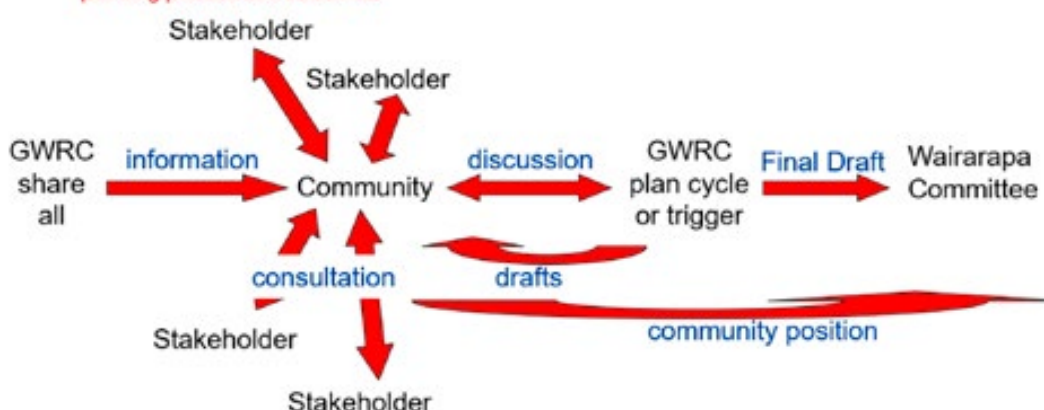 Stakeholder
Stakeholder
GWRC
share
all
information
Community
discussion
GWRC
plan cycle
or trigger
Final Draft
Wairarapa
Committee
consultation
drafts
community position
Stakeholder
Stakeholder